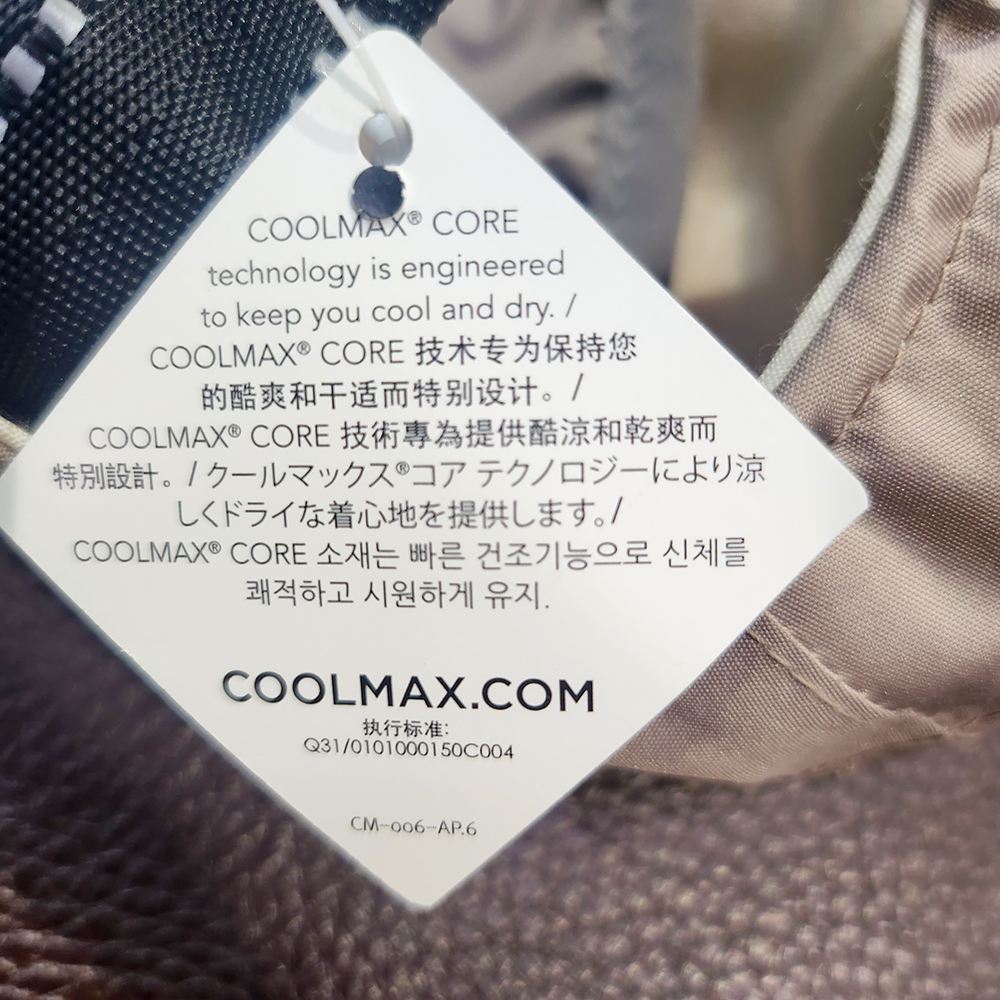 COOLMAX® CORE
technology is engineered
to keep you cool and dry. /
COOLMAX® CORE 技术专为保持您
的酷爽和干适而特别设计。/
COOLMAX® CORE 技術專為提供酷涼和乾爽而
特別設計。/ クールマックス®コア テクノロジーにより涼
しくドライな着心地を提供します。/
COOLMAX® CORE 소재는 빠른 건조기능으로 신체를
쾌적하고 시원하게 유지.
COOLMAX.COM
执行标准:
Q31/0101000150C004
CM-006-AP.6